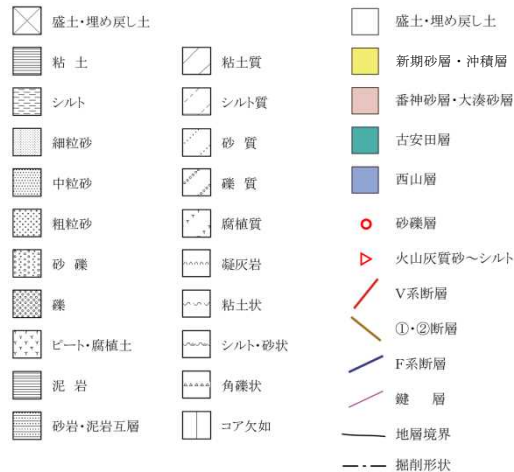 盛土・埋め戻し土
粘 土
シルト
細粒砂
中粒砂
粗粒砂
砂 礫
礫
ピート・腐植土
泥 岩
砂岩・泥岩互層
粘土質
シルト質
砂 質
礫 質
腐植質
凝灰岩
粘土状
シルト・砂状
角礫状
コア欠如
盛土・埋め戻し土
新期砂層・沖積層
番神砂層・大湊砂層
古安田層
西山層
砂礫層
火山灰質砂～シルト
V系断層
①・②断層
F系断層
鍵 層
地層境界
掘削形状